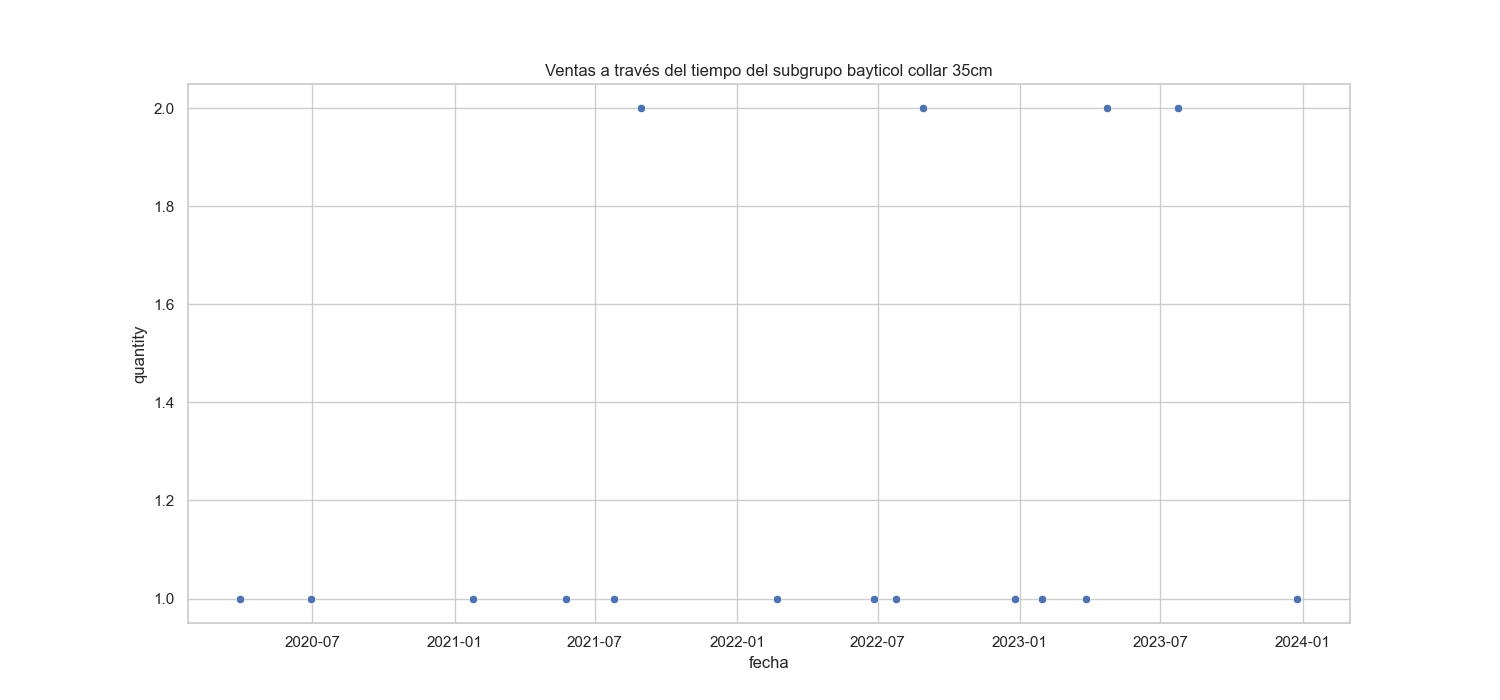 Ventas a través del tiempo del subgrupo bayticol collar 35cm
2.0
1.8
1.6
1.4
1.2
1.0
quantity
2020-07 2021-01 2021-07 2022-01 2022-07 2023-01 2023-07 2024-01
fecha